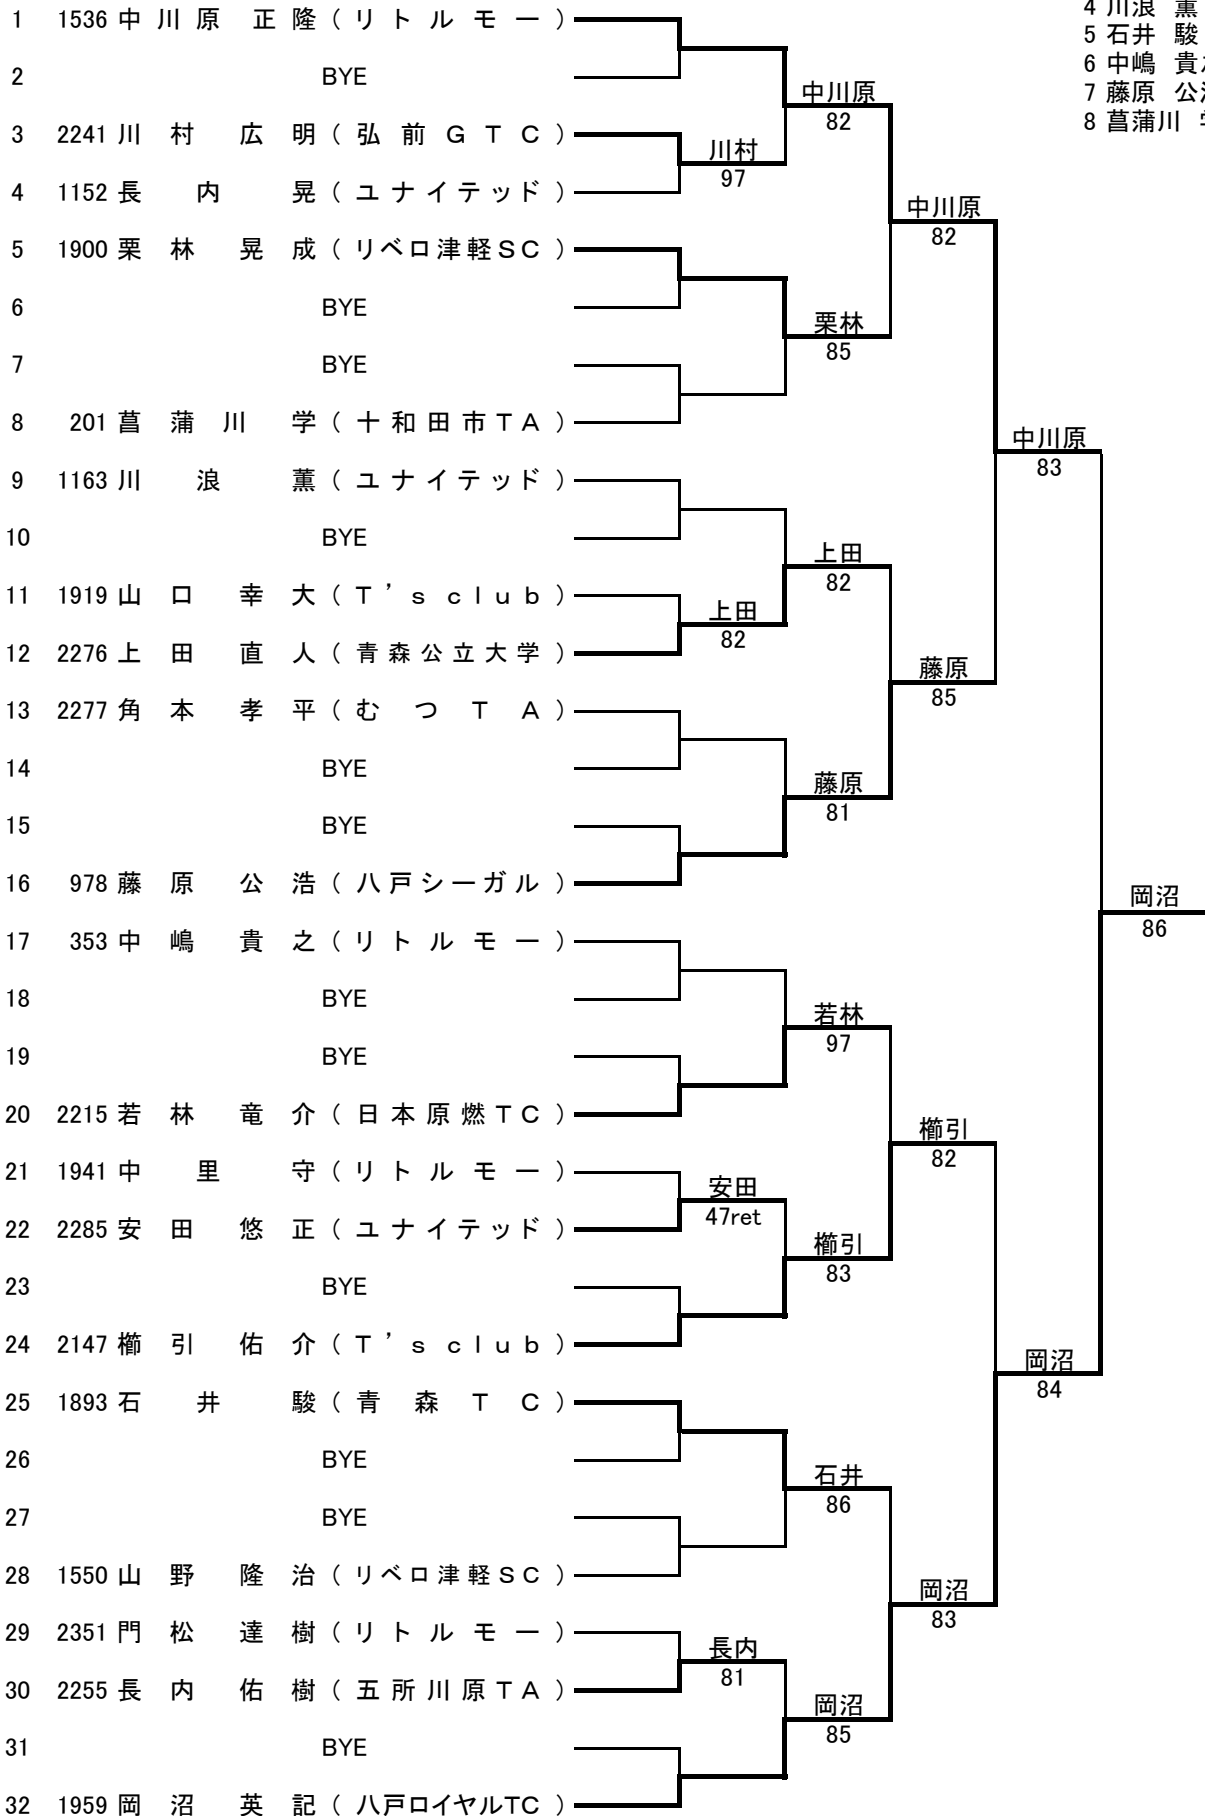 1 1536 中川原 正隆 (リトルモー)
2 BYE
3 2241 川村 広明 (弘前GTC)
4 1152 長内 晃 (ユナイテッド)
5 1900 栗林 晃成 (リベロ津軽SC)
6 BYE
7 BYE
8 201 菖蒲川 学 (十和田市TA)
9 1163 川浪 薫 (ユナイテッド)
10 BYE
11 1919 山口 幸大 (T'sclub)
12 2276 上田 直人 (青森公立大学)
13 2277 角本 孝平 (むつTA)
14 BYE
15 BYE
16 978 藤原 公浩 (八戸シーガル)
17 353 中嶋 貴之 (リトルモー)
18 BYE
19 BYE
20 2215 若林 竜介 (日本原燃TC)
21 1941 中里 守 (リトルモー)
22 2285 安田 悠正 (ユナイテッド)
23 BYE
24 2147 櫛引 佑介 (T'sclub)
25 1893 石井 駿 (青森TC)
26 BYE
27 BYE
28 1550 山野 隆治 (リベロ津軽SC)
29 2351 門松 達樹 (リトルモー)
30 2255 長内 佑樹 (五所川原TA)
31 BYE
32 1959 岡沼 英記 (八戸ロイヤルTC)
川村
97
上田
82
安田
47ret
長内
81
中川原
82
栗林
85
上田
82
藤原
81
若林
97
櫛引
83
石井
86
岡沼
85
中川原
82
藤原
85
櫛引
82
岡沼
83
中川原
83
岡沼
84
岡沼
86
4 川浪 薫
5 石井 駿
6 中嶋 貴
7 藤原 公
8 菖蒲川